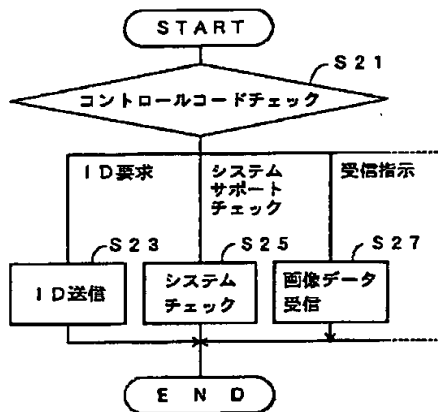 START
S21
コントロールコードチェック
ID要求
システム
サポート
チェック
受信指示
S23
S25
S27
ID送信
システム
チェック
画像データ
受信
END